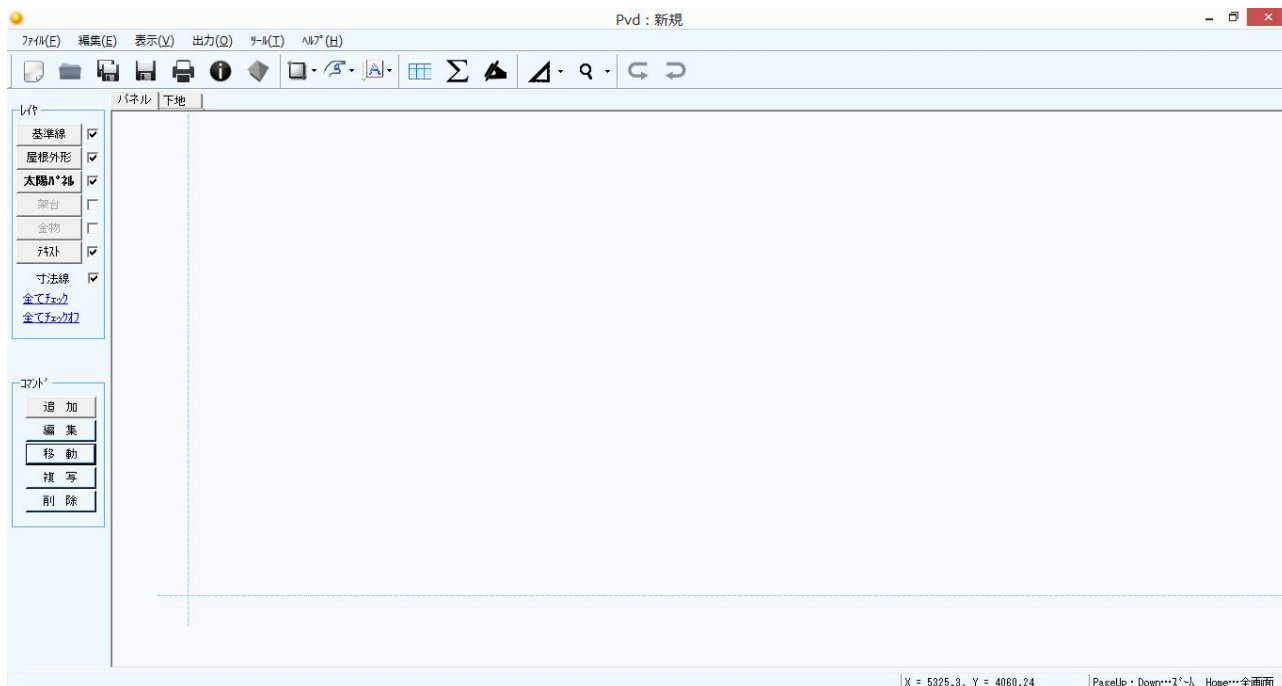 Pvd : 新規
ﾌｧｲﾙ(F) 編集(E) 表示(V) 出力(O) ﾂｰﾙ(T) ﾍﾙﾌﾟ(H)
パネル 下地
ﾚｲﾔ
基準線
屋根外形
太陽ﾊﾟﾈﾙ
架台
金物
ﾃｷｽﾄ
寸法線
全てﾁｪｯｸ
全てﾁｪｯｸｵﾌ
ｺﾏﾝﾄﾞ
追 加
編 集
移 動
複 写
削 除
X = 5325.3, Y = 4060.24 PageUp・Down…ｽﾞｰﾑ Home…全画面